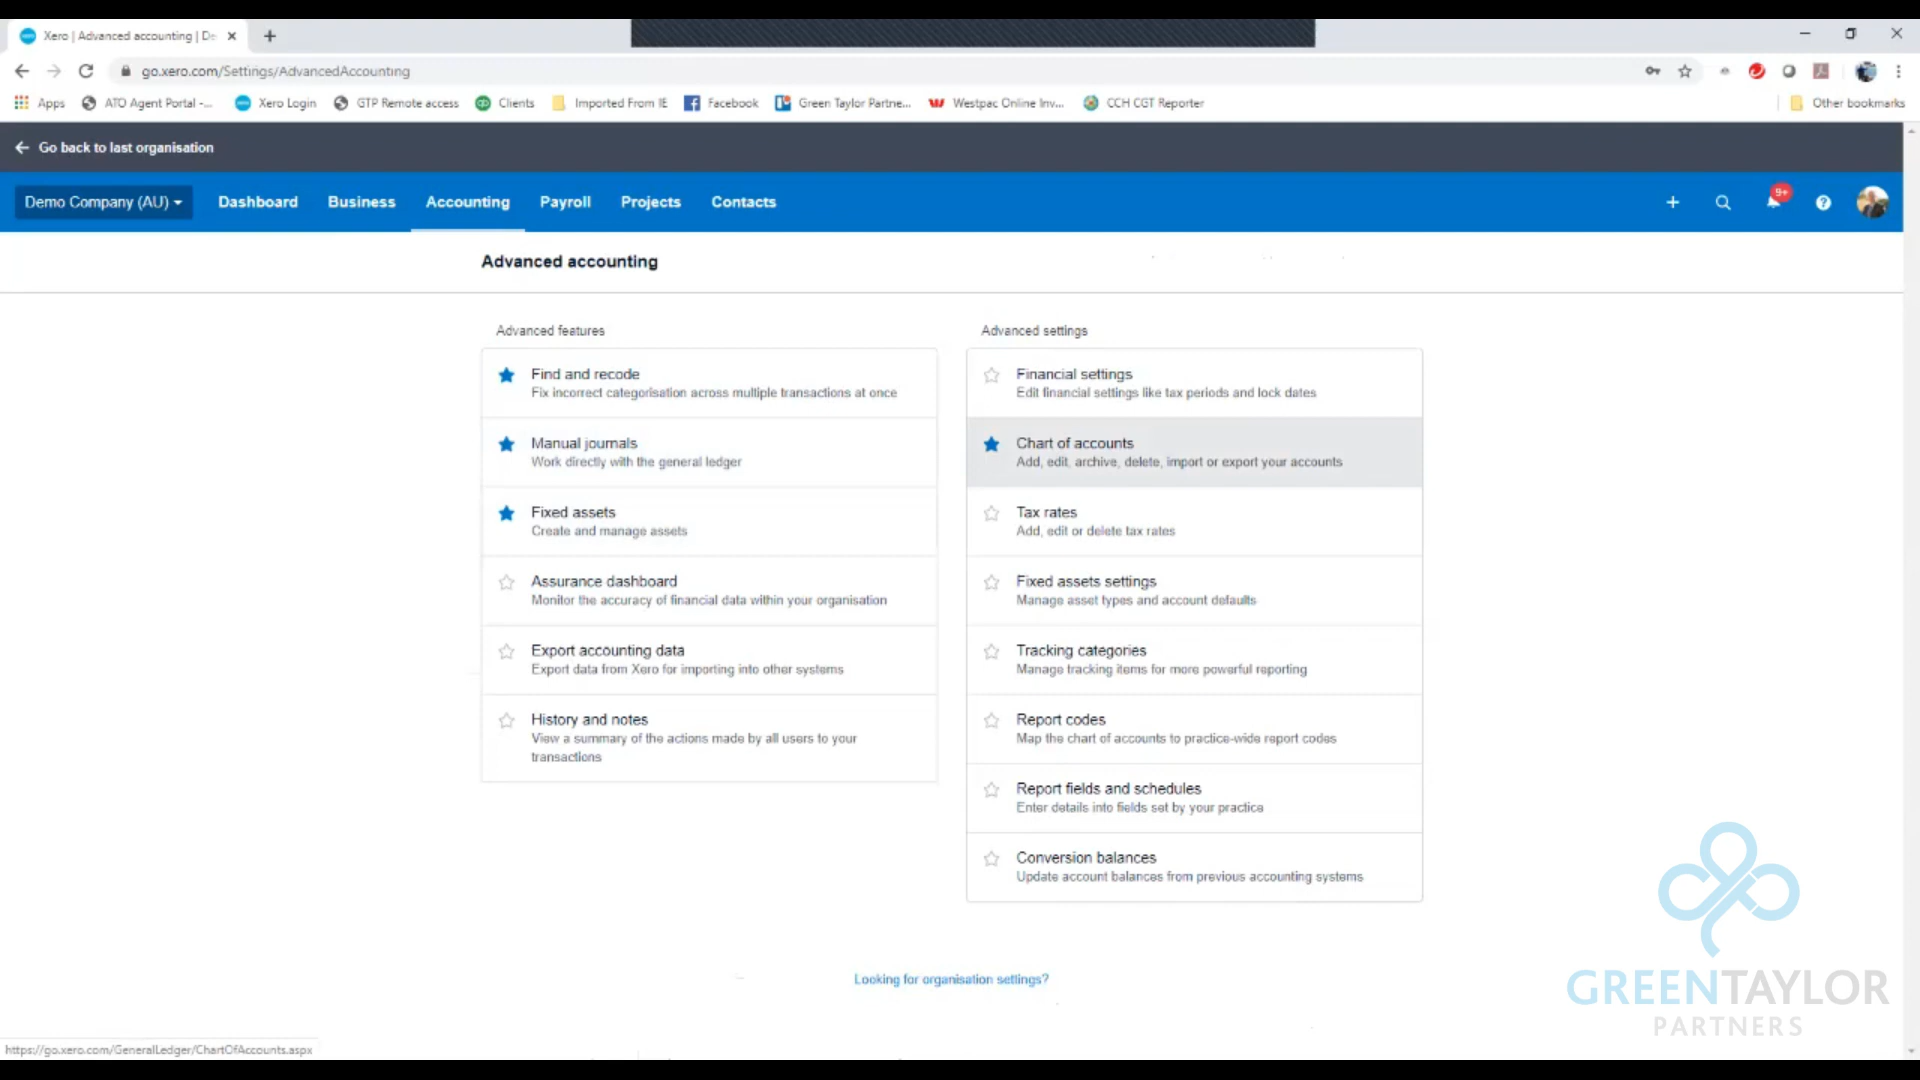 Xero | Advanced accounting | De
go.xero.com/Settings/AdvancedAccounting
Apps
ATO Agent Portal -...
Xero Login
GTP Remote access
Clients
Imported From IE
Facebook
Green Taylor Partne...
Westpac Online Inv...
CCH CGT Reporter
Other bookmarks
Go back to last organisation
Demo Company (AU)
Dashboard
Business
Accounting
Payroll
Projects
Contacts
9+
Advanced accounting
Advanced features
Find and recode
Fix incorrect categorisation across multiple transactions at once
Manual journals
Work directly with the general ledger
Fixed assets
Create and manage assets
Assurance dashboard
Monitor the accuracy of financial data within your organisation
Export accounting data
Export data from Xero for importing into other systems
History and notes
View a summary of the actions made by all users to your
transactions
Advanced settings
Financial settings
Edit financial settings like tax periods and lock dates
Chart of accounts
Add, edit, archive, delete, import or export your accounts
Tax rates
Add, edit or delete tax rates
Fixed assets settings
Manage asset types and account defaults
Tracking categories
Manage tracking items for more powerful reporting
Report codes
Map the chart of accounts to practice-wide report codes
Report fields and schedules
Enter details into fields set by your practice
Conversion balances
Update account balances from previous accounting systems
Looking for organisation settings?
GREENTAYLOR
PARTNERS
https://go.xero.com/GeneralLedger/ChartOfAccounts.aspx